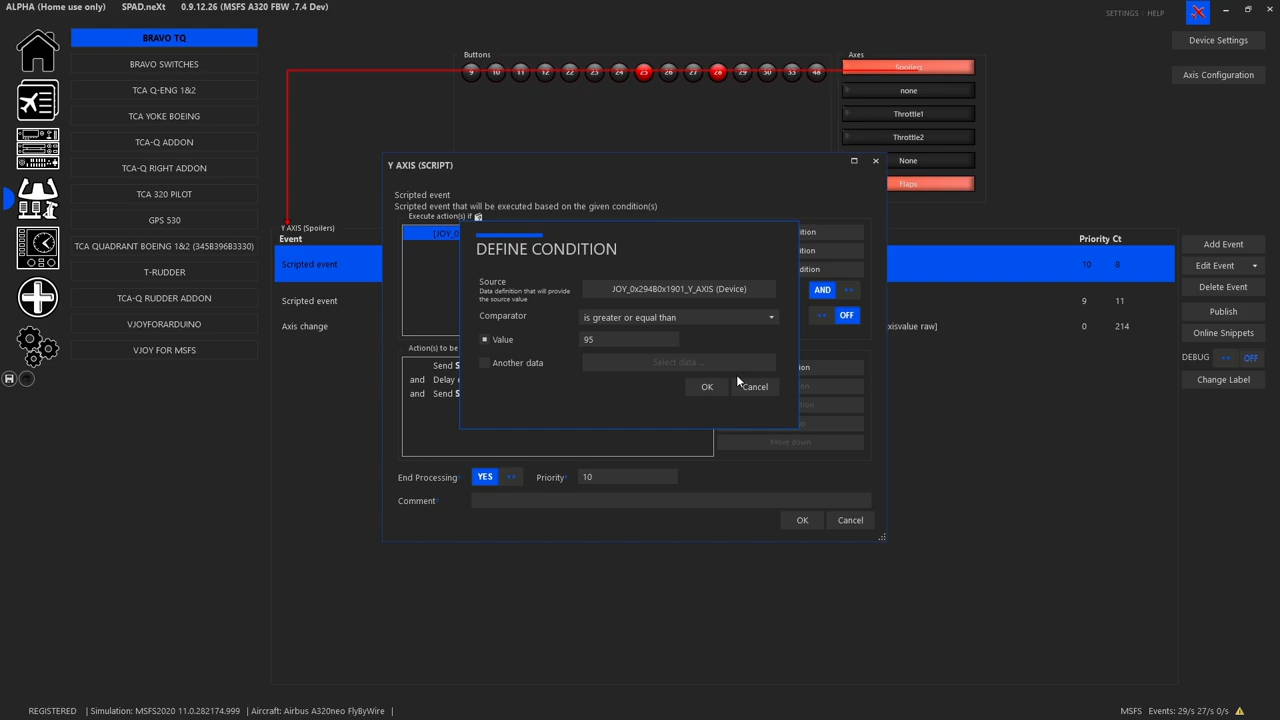 ALPHA (Home use only) SPAD.neXt 0.9.12.26 (MSFS A320 FBW .7.4 Dev)
SETTINGS | HELP
BRAVO TQ
BRAVO SWITCHES
TCA Q-ENG 1&2
TCA YOKE BOEING
TCA-Q ADDON
TCA-Q RIGHT ADDON
TCA 320 PILOT
GPS 530
TCA QUADRANT BOEING 1&2 (345B396B3330)
T-RUDDER
TCA-Q RUDDER ADDON
VJOYFORARDUINO
VJOY FOR MSFS
Buttons
9 10 11 12 22 23 24 25 26 27 28 29 30 33 48
Axes
Spoilers
none
Throttle1
Throttle2
None
Flaps
Device Settings
Axis Configuration
Y AXIS (Spoilers)
Event
Priority Ct
Scripted event 10 8
Scripted event 9 11
Axis change axisvalue raw] 0 214
Add Event
Edit Event
Delete Event
Publish
Event Snippets
DEBUG OFF
Change Label
Y AXIS (SCRIPT)
Scripted event
Scripted event that will be executed based on the given condition(s)
Execute action(s) if
[JOY_0
dition
dition
dition
AND
OFF
Action(s) to be
Send S
and Delay
and Send S
Move down
DEFINE CONDITION
Source
Data definition that will provide
the source value
JOY_0x294B0x1901_Y_AXIS (Device)
Comparator
is greater or equal than
Value
95
Another data
Select data ...
OK
Cancel
End Processing YES
Priority 10
Comment
OK
Cancel
REGISTERED | Simulation: MSFS2020 11.0.282174.999 | Aircraft: Airbus A320neo FlyByWire |
MSFS Events: 29/s 27/s 0/s